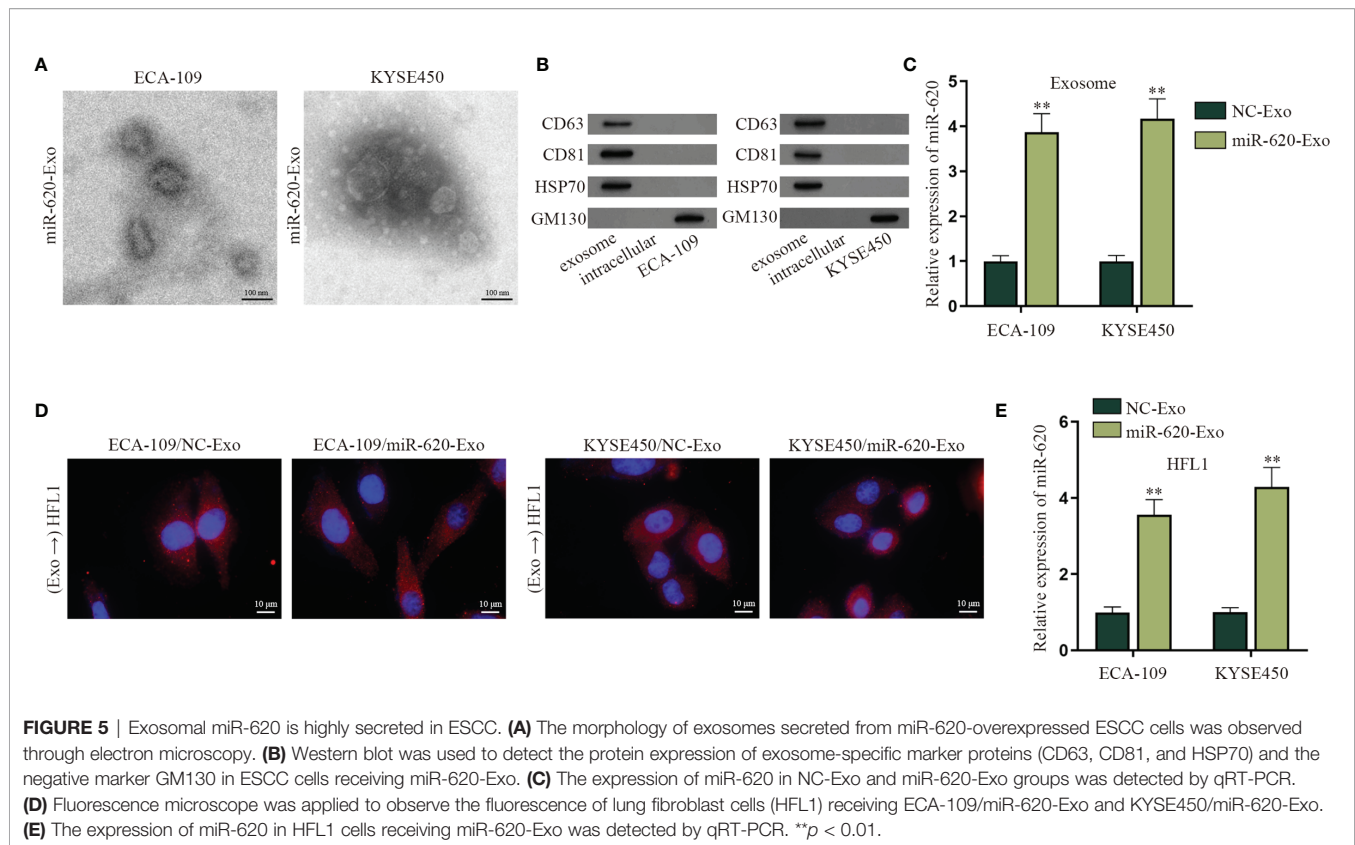 A
ECA-109
KYSE450
miR-620-Exo
miR-620-Exo
100 nm
100 nm
B
CD63
CD81
HSP70
GM130
exosome
intracellular
ECA-109
CD63
CD81
HSP70
GM130
exosome
intracellular
KYSE450
C
Exosome
Relative expression of miR-620
5
4
3
2
1
0
**
**
ECA-109
KYSE450
NC-Exo
miR-620-Exo
D
ECA-109/NC-Exo
ECA-109/miR-620-Exo
KYSE450/NC-Exo
KYSE450/miR-620-Exo
(Exo →) HFL1
(Exo →) HFL1
10 μm
10 μm
10 μm
10 μm
E
NC-Exo
miR-620-Exo
HFL1
Relative expression of miR-620
6
4
2
0
**
**
ECA-109
KYSE450
FIGURE 5 | Exosomal miR-620 is highly secreted in ESCC. (A) The morphology of exosomes secreted from miR-620-overexpressed ESCC cells was observed
through electron microscopy. (B) Western blot was used to detect the protein expression of exosome-specific marker proteins (CD63, CD81, and HSP70) and the
negative marker GM130 in ESCC cells receiving miR-620-Exo. (C) The expression of miR-620 in NC-Exo and miR-620-Exo groups was detected by qRT-PCR.
(D) Fluorescence microscope was applied to observe the fluorescence of lung fibroblast cells (HFL1) receiving ECA-109/miR-620-Exo and KYSE450/miR-620-Exo.
(E) The expression of miR-620 in HFL1 cells receiving miR-620-Exo was detected by qRT-PCR. **p < 0.01.